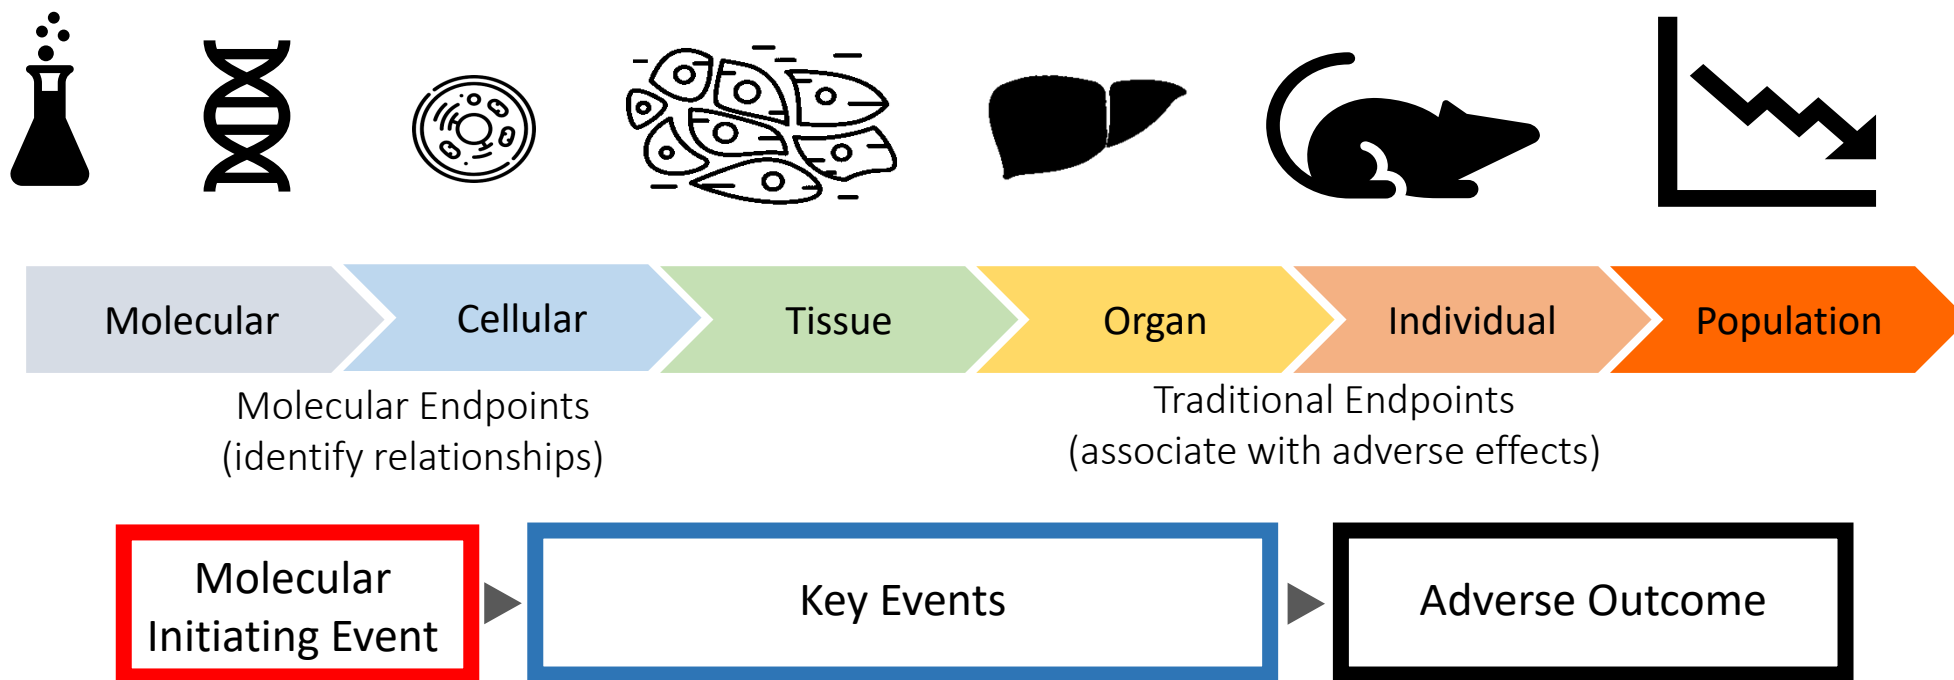 Molecular
Cellular
Tissue
Organ
Individual
Population
Molecular Endpoints
(identify relationships)
Traditional Endpoints
(associate with adverse effects)
Molecular
Initiating Event
Key Events
Adverse Outcome